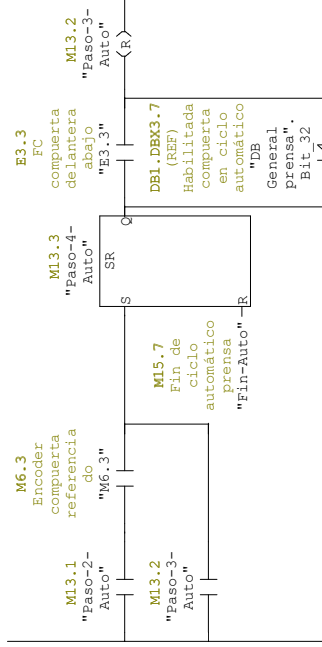 M13.1
"Paso-2-
Auto"
M6.3
Encoder
compuerta
referencia
do
"M6.3"
M13.3
"Paso-4-
Auto"
SR
S
Q
E3.3
FC
compuerta
delantera
abajo
"E3.3"
M13.2
"Paso-3-
Auto"
R
M13.2
"Paso-3-
Auto"
M15.7
Fin de
ciclo
automático
prensa
"Fin-Auto"
R
DB1.DBX3.7
(REF)
Habilitada
compuerta
en ciclo
automático
"DB
General
prensa".
Bit_32